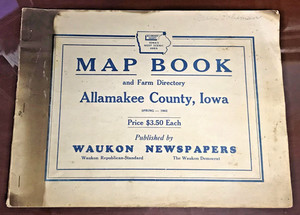 MAP BOOK
and Farm Directory
Allamakee County, Iowa
Price $3.50 Each
Published by
WAUKON NEWSPAPERS
Waukon Republican-Standard The Waukon Democrat